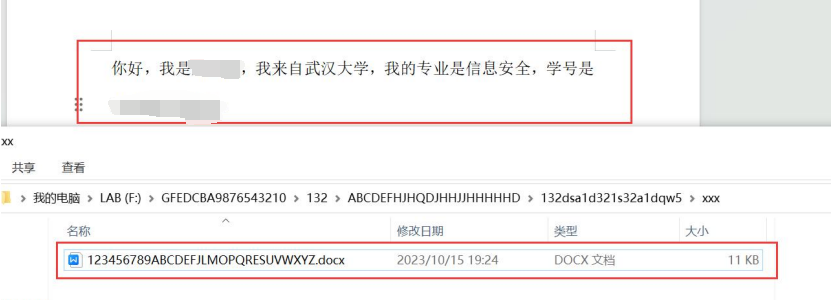 你好，我是，我来自武汉大学，我的专业是信息安全，学号是
xx
共享 查看
我的电脑 > LAB (F:) > GFEDCBA9876543210 > 132 > ABCDEFHJHQDJHHJJHHHHHD > 132dsa1d321s32a1dqw5 > xxx
名称 修改日期 类型 大小
123456789ABCDEFJLMOPQRESUVWXYZ.docx 2023/10/15 19:24 DOCX 文档 11 KB